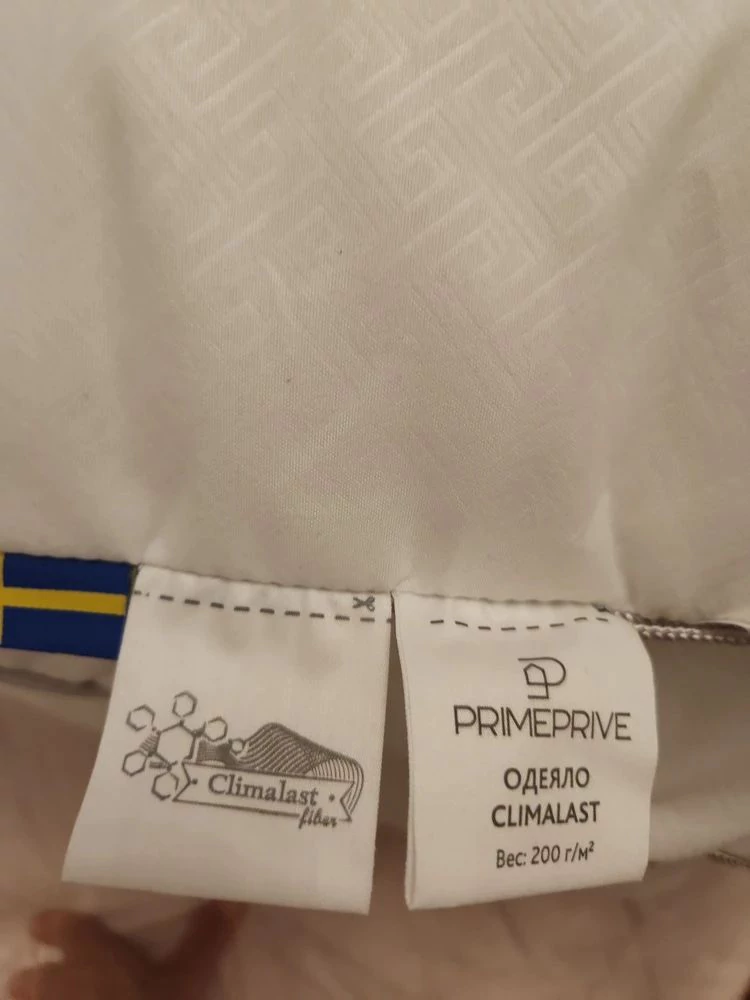 Climalast
fiber
PRIMEPRIVE
ОДЕЯЛО
CLIMALAST
Вес: 200 г/м²